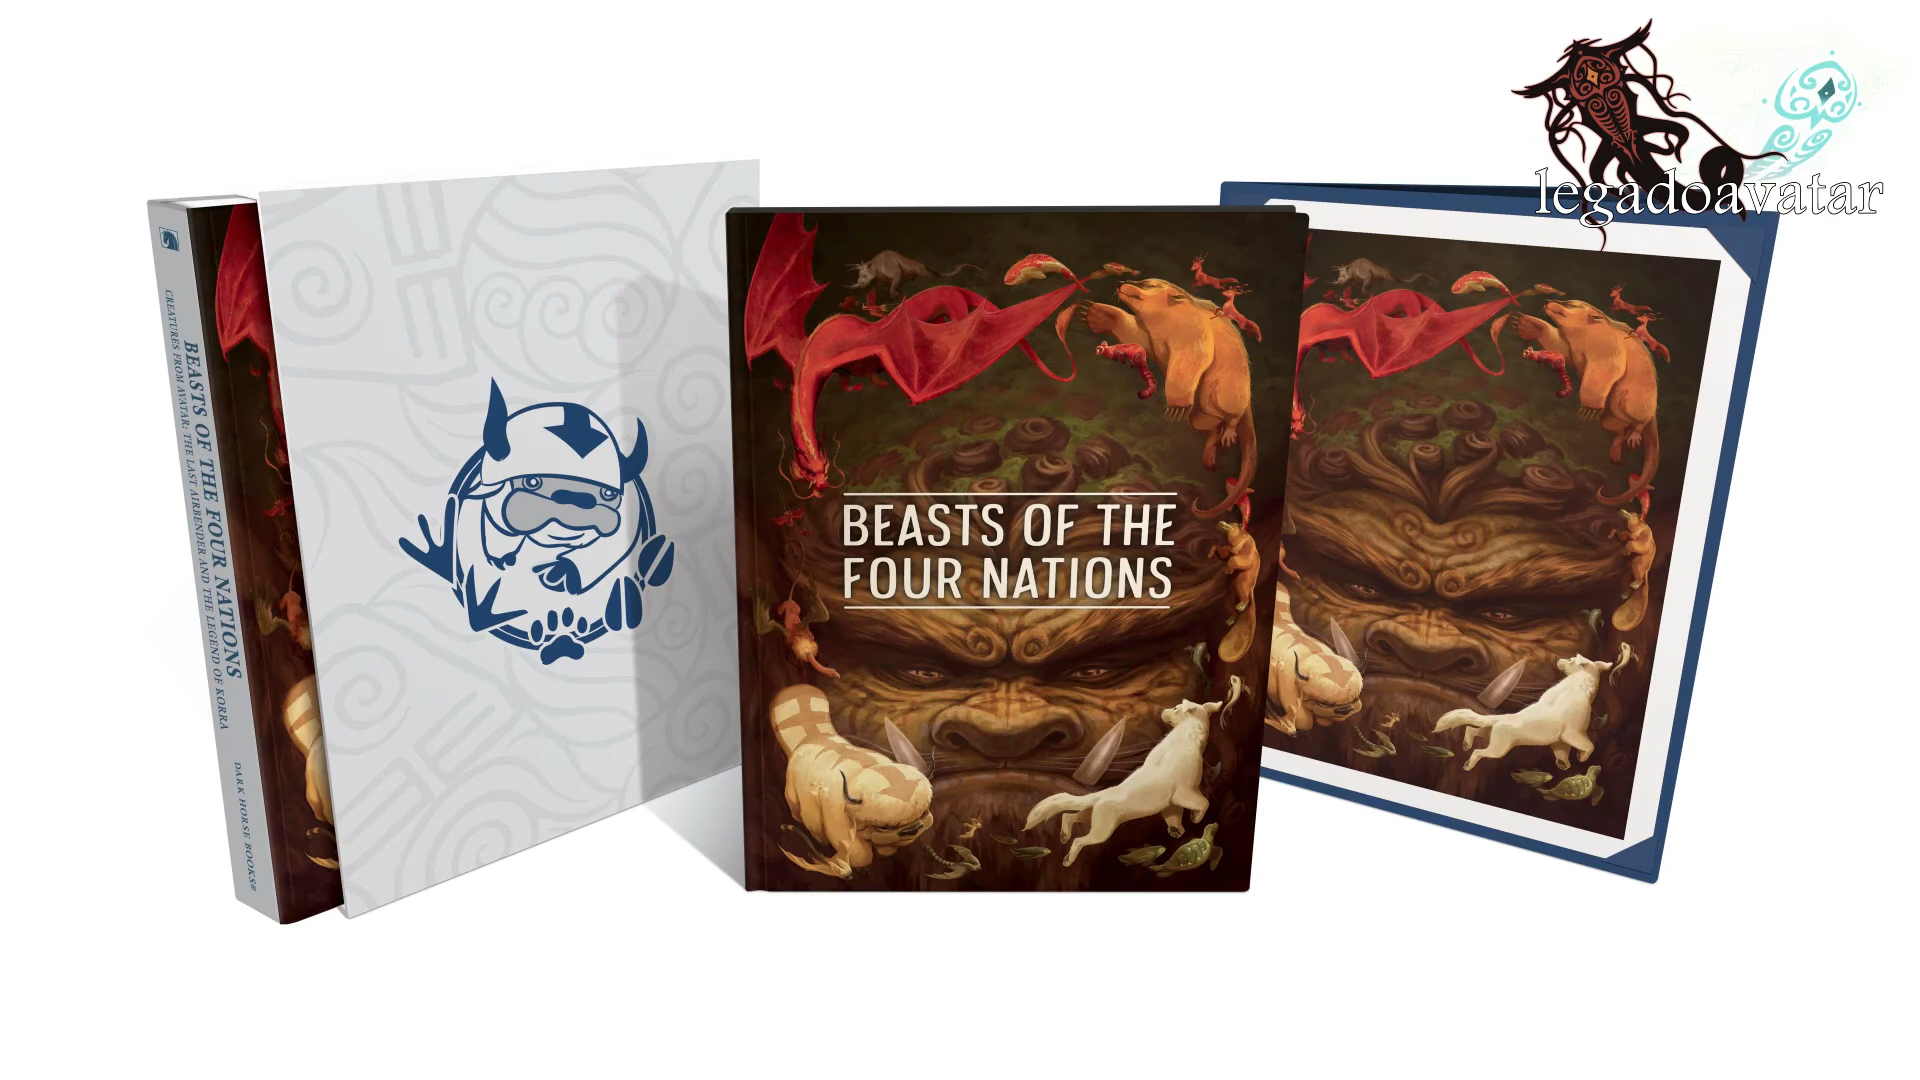 legadoavatar
BEASTS OF THE FOUR NATIONS
CREATURES FROM AVATAR: THE LAST AIRBENDER AND THE LEGEND OF KORRA
DARK HORSE BOOKS®
BEASTS OF THE
FOUR NATIONS